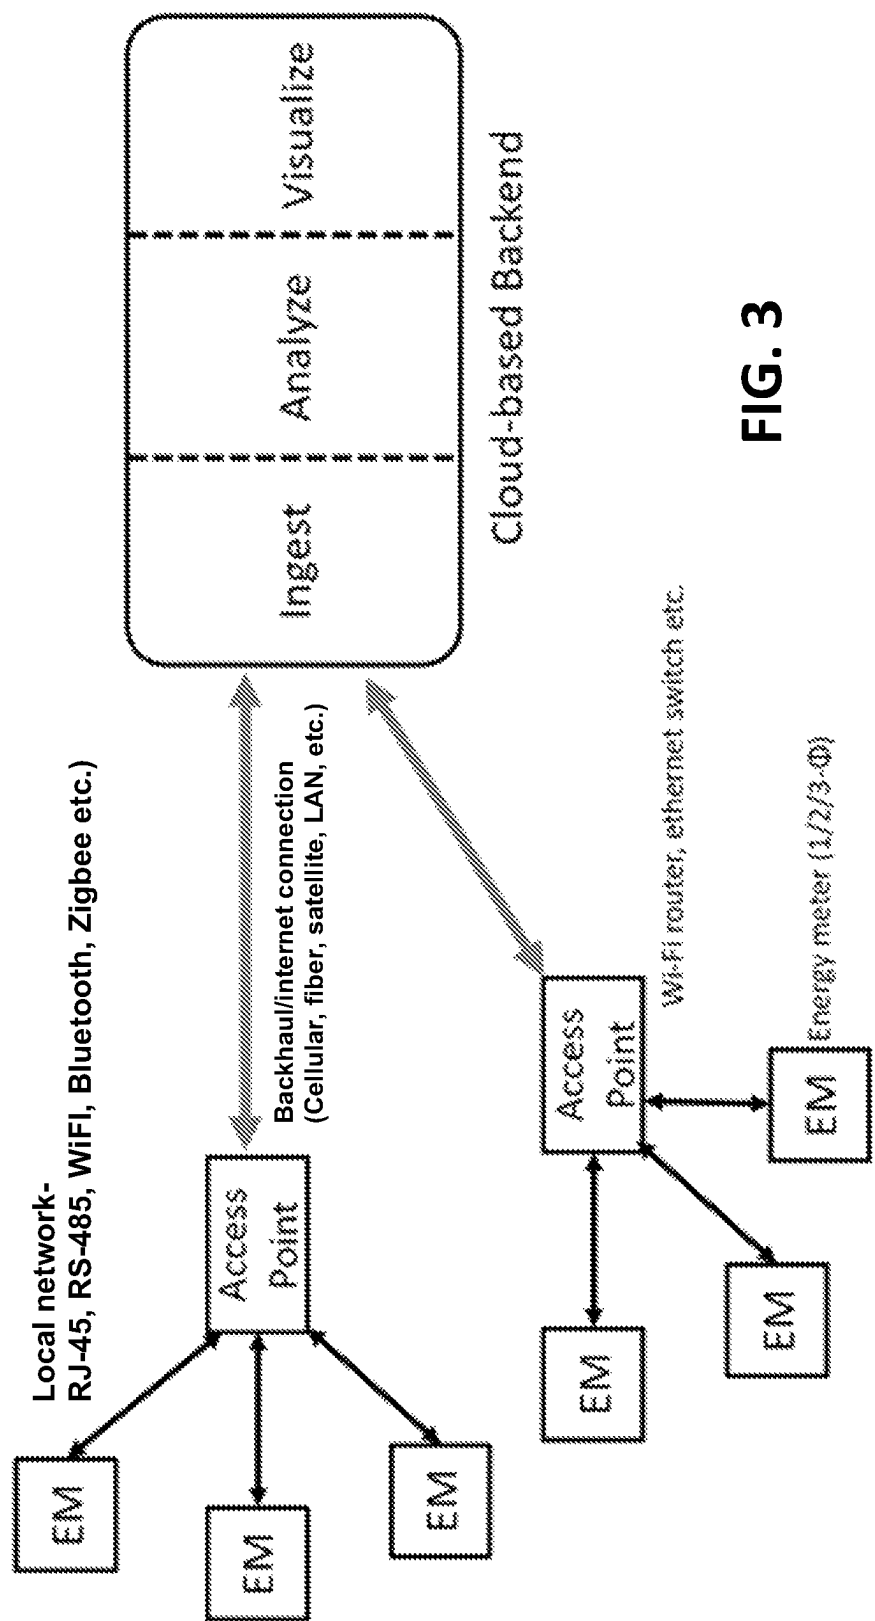 Local network-
RJ-45, RS-485, WiFI, Bluetooth, Zigbee etc.)
EM
EM
EM
Access
Point
Backhaul/internet connection
(Cellular, fiber, satellite, LAN, etc.)
Ingest
Analyze
Visualize
Cloud-based Backend
EM
EM
EM
Access
Point
Wi-Fi router, ethernet switch etc.
Energy meter (1/2/3-Φ)
FIG. 3